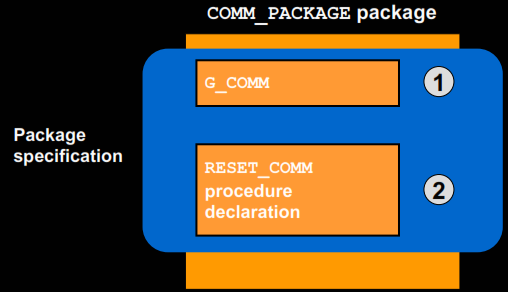 COMM_PACKAGE package
G_COMM
1
Package
specification
RESET_COMM
procedure
declaration
2